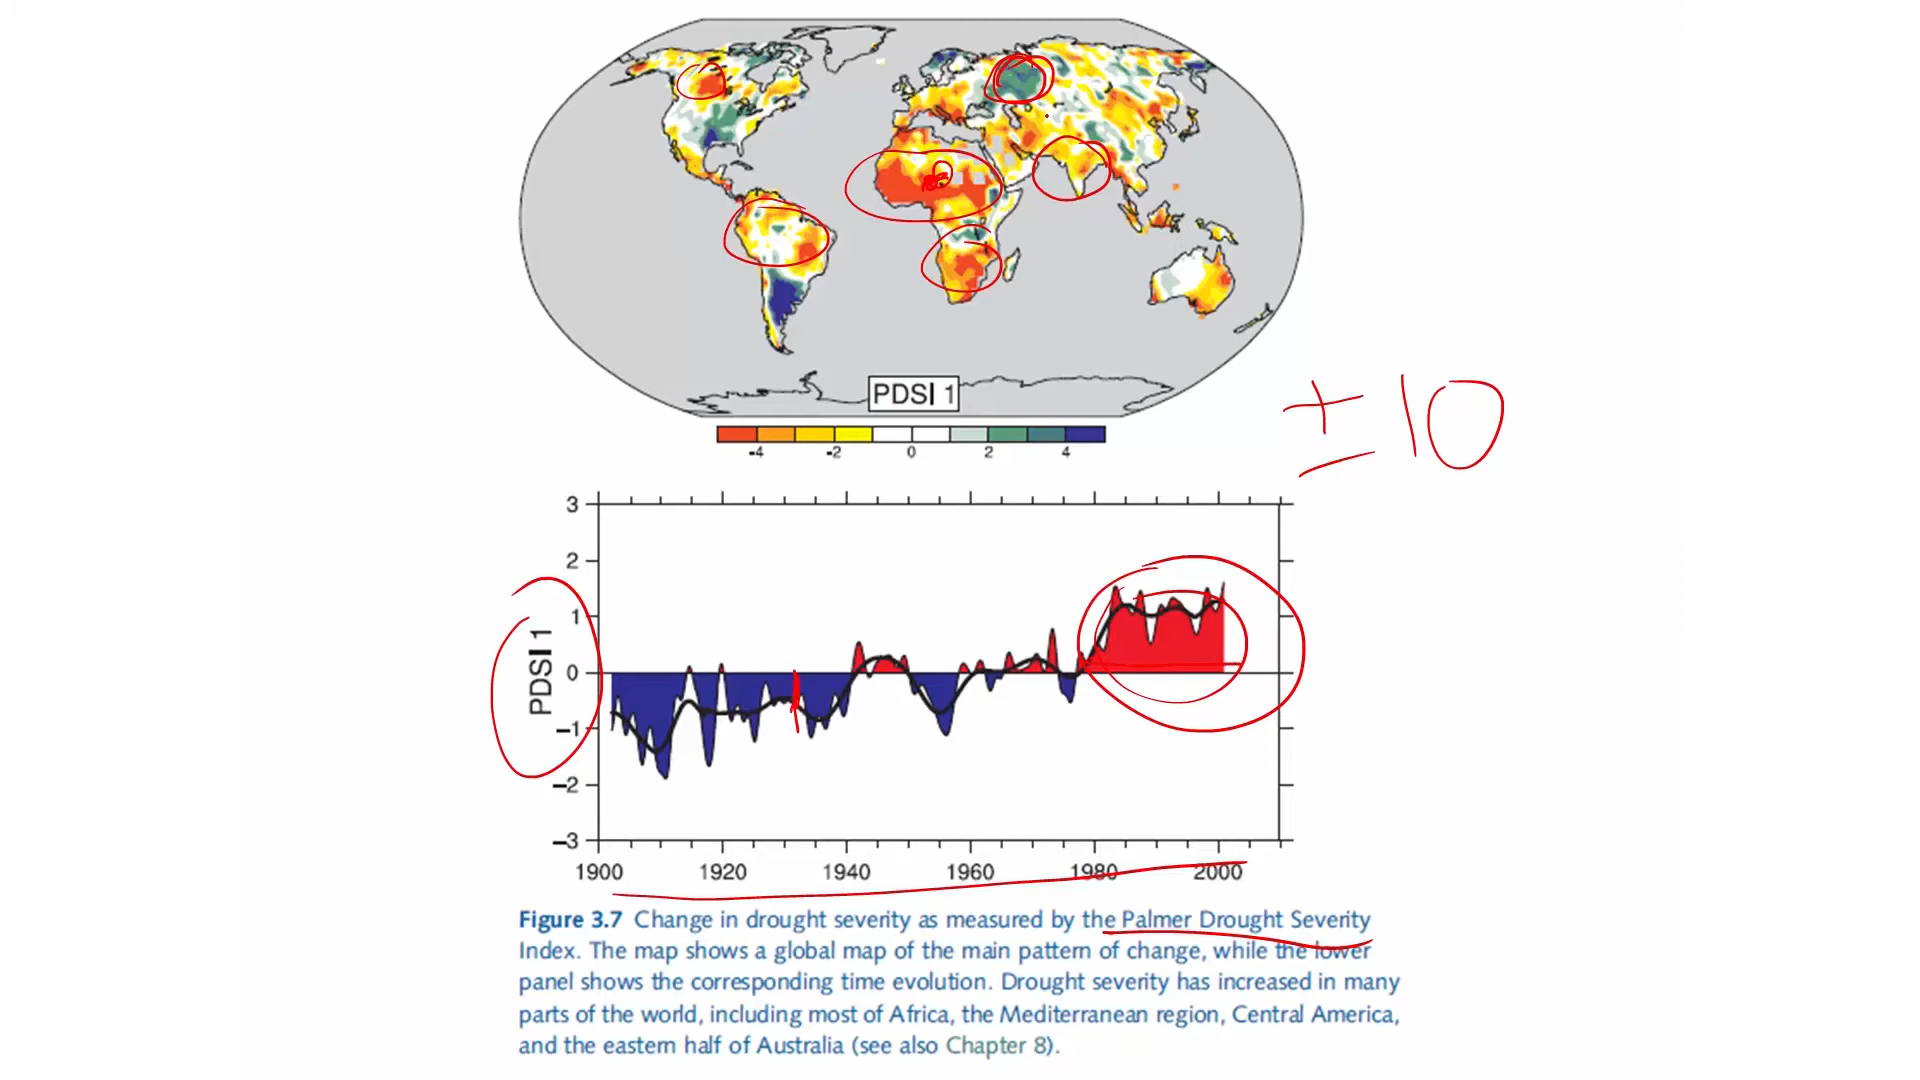 PDSI 1
-4 -2 0 2 4
±10
3
2
1
0
−1
−2
−3
PDSI 1
1900 1920 1940 1960 1980 2000
Figure 3.7 Change in drought severity as measured by the Palmer Drought Severity
Index. The map shows a global map of the main pattern of change, while the lower
panel shows the corresponding time evolution. Drought severity has increased in many
parts of the world, including most of Africa, the Mediterranean region, Central America,
and the eastern half of Australia (see also Chapter 8).